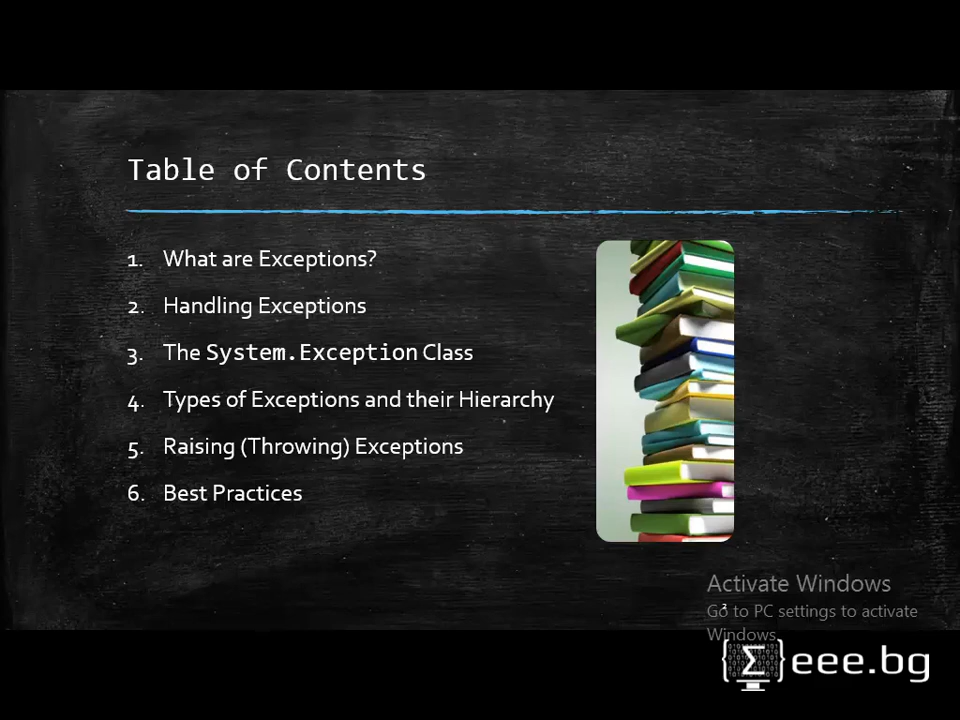 Table of Contents
1. What are Exceptions?
2. Handling Exceptions
3. The System.Exception Class
4. Types of Exceptions and their Hierarchy
5. Raising (Throwing) Exceptions
6. Best Practices
Activate Windows
2
Go to PC settings to activate
Windows.
{Σ}eee.bg